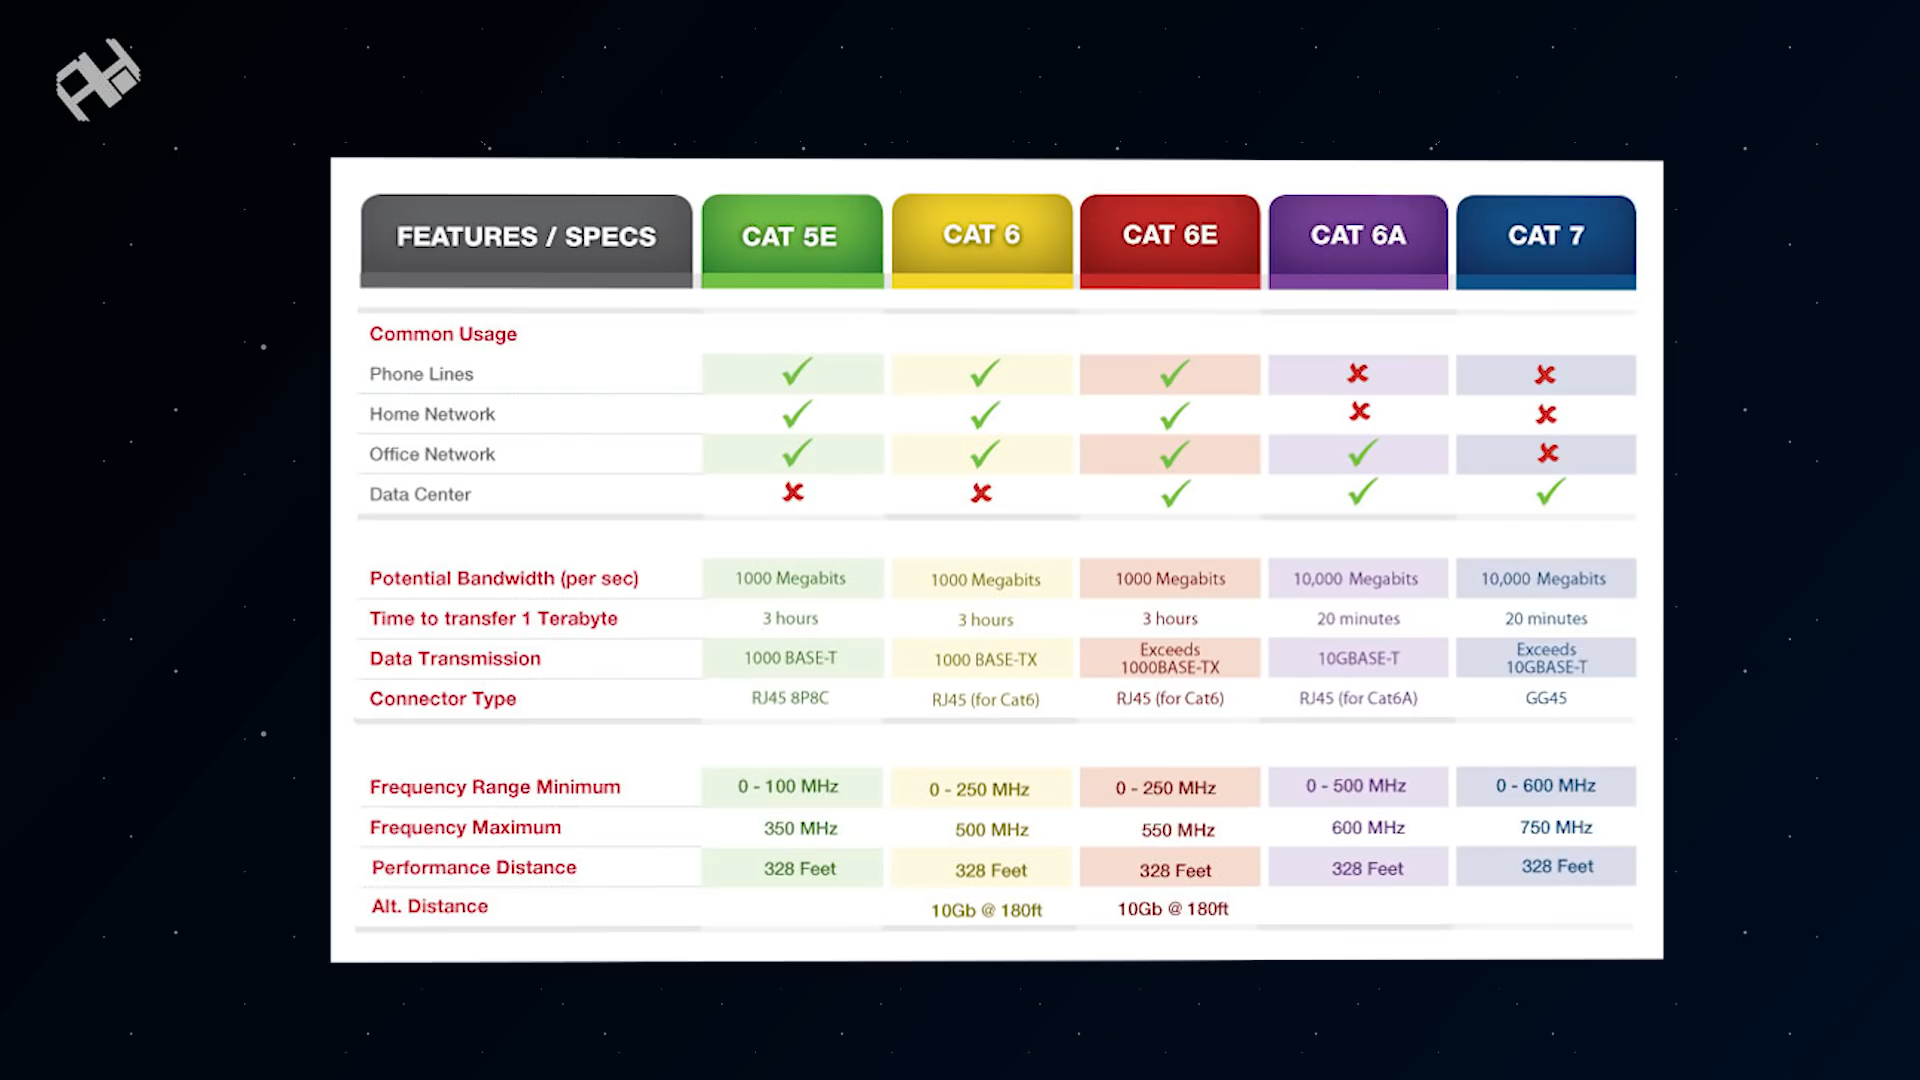 FEATURES / SPECS CAT 5E CAT 6 CAT 6E CAT 6A CAT 7
Common Usage
Phone Lines
Home Network
Office Network
Data Center
Potential Bandwidth (per sec) 1000 Megabits 1000 Megabits 1000 Megabits 10,000 Megabits 10,000 Megabits
Time to transfer 1 Terabyte 3 hours 3 hours 3 hours 20 minutes 20 minutes
Data Transmission 1000 BASE-T 1000 BASE-TX Exceeds 1000BASE-TX 10GBASE-T Exceeds 10GBASE-T
Connector Type RJ45 8P8C RJ45 (for Cat6) RJ45 (for Cat6) RJ45 (for Cat6A) GG45
Frequency Range Minimum 0 - 100 MHz 0 - 250 MHz 0 - 250 MHz 0 - 500 MHz 0 - 600 MHz
Frequency Maximum 350 MHz 500 MHz 550 MHz 600 MHz 750 MHz
Performance Distance 328 Feet 328 Feet 328 Feet 328 Feet 328 Feet
Alt. Distance 10Gb @ 180ft 10Gb @ 180ft